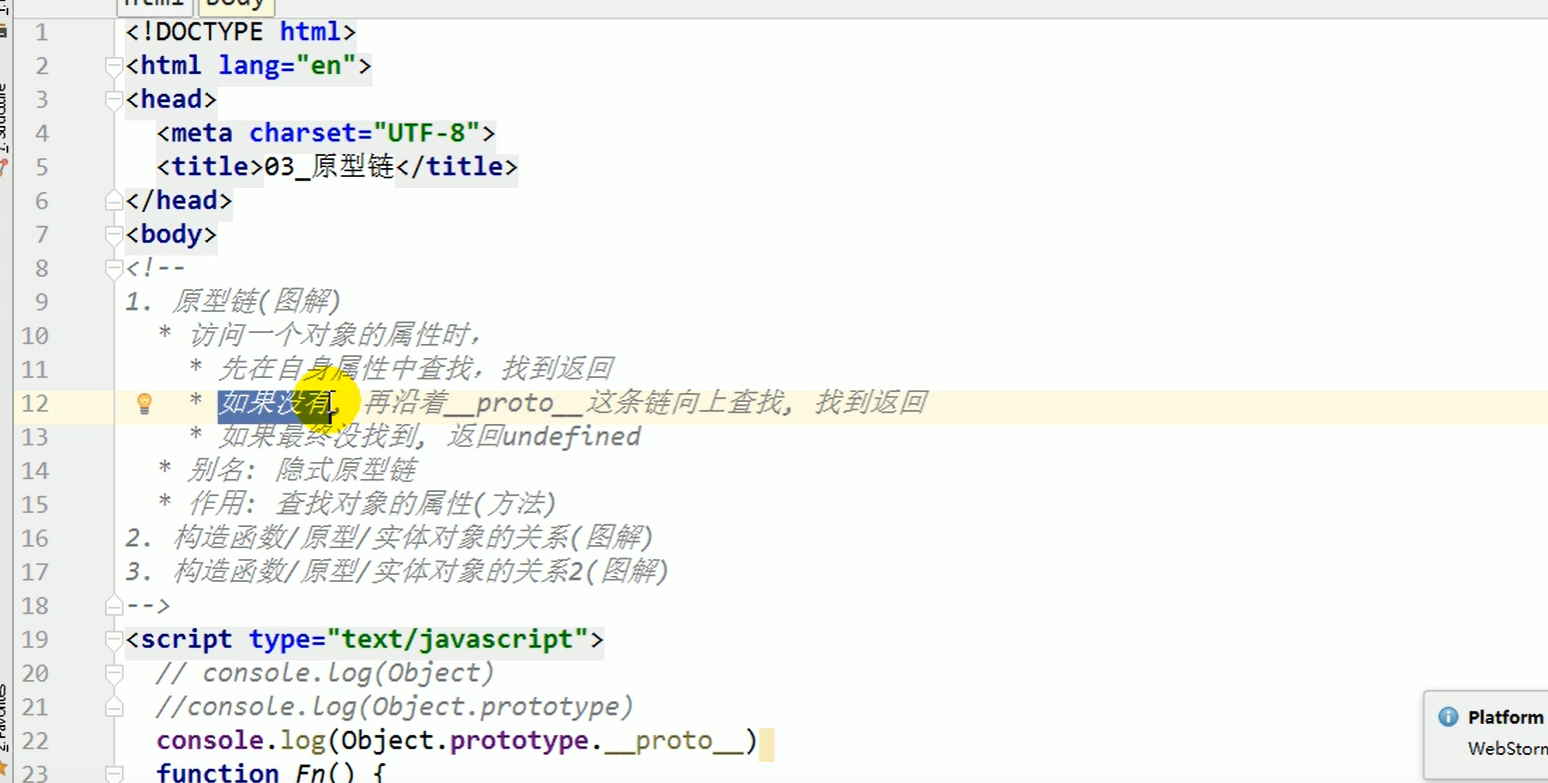 html body
1 <!DOCTYPE html>
2 <html lang="en">
3 <head>
4 <meta charset="UTF-8">
5 <title>03_原型链</title>
6 </head>
7 <body>
8 <!--
9 1. 原型链(图解)
10 * 访问一个对象的属性时，
11 * 先在自身属性中查找，找到返回
12 * 如果没有, 再沿着__proto__这条链向上查找, 找到返回
13 * 如果最终没找到, 返回undefined
14 * 别名: 隐式原型链
15 * 作用: 查找对象的属性(方法)
16 2. 构造函数/原型/实体对象的关系(图解)
17 3. 构造函数/原型/实体对象的关系2(图解)
18 -->
19 <script type="text/javascript">
20 // console.log(Object)
21 //console.log(Object.prototype)
22 console.log(Object.prototype.__proto__)
23 function Fn() {
Platform
WebStorm
2: Favorites